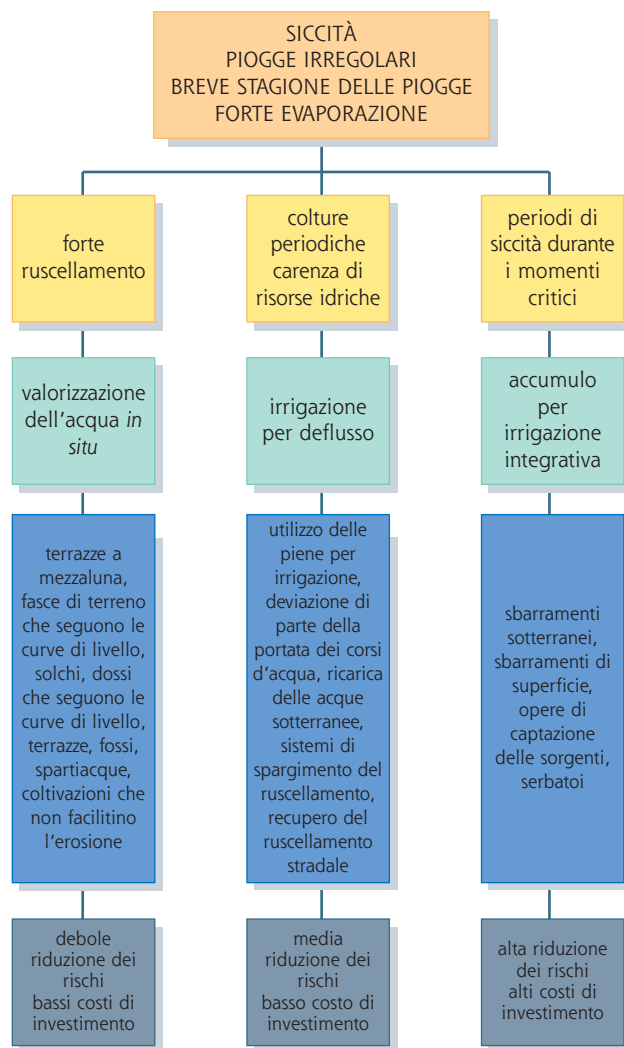 SICCITÀ
PIOGGE IRREGOLARI
BREVE STAGIONE DELLE PIOGGE
FORTE EVAPORAZIONE
forte
ruscellamento
colture
periodiche
carenza di
risorse idriche
periodi di
siccità durante
i momenti
critici
valorizzazione
dell'acqua in
situ
irrigazione
per deflusso
accumulo
per
irrigazione
integrativa
terrazze a
mezzaluna,
fasce di terreno
che seguono le
curve di livello,
solchi, dossi
che seguono le
curve di livello,
terrazze, fossi,
spartiacque,
coltivazioni che
non facilitino
l'erosione
utilizzo delle
piene per
irrigazione,
deviazione di
parte della
portata dei corsi
d'acqua, ricarica
delle acque
sotterranee,
sistemi di
spargimento del
ruscellamento,
recupero del
ruscellamento
stradale
sbarramenti
sotterranei,
sbarramenti di
superficie,
opere di
captazione
delle sorgenti,
serbatoi
debole
riduzione dei
rischi
bassi costi di
investimento
media
riduzione dei
rischi
basso costo di
investimento
alta riduzione
dei rischi
alti costi di
investimento